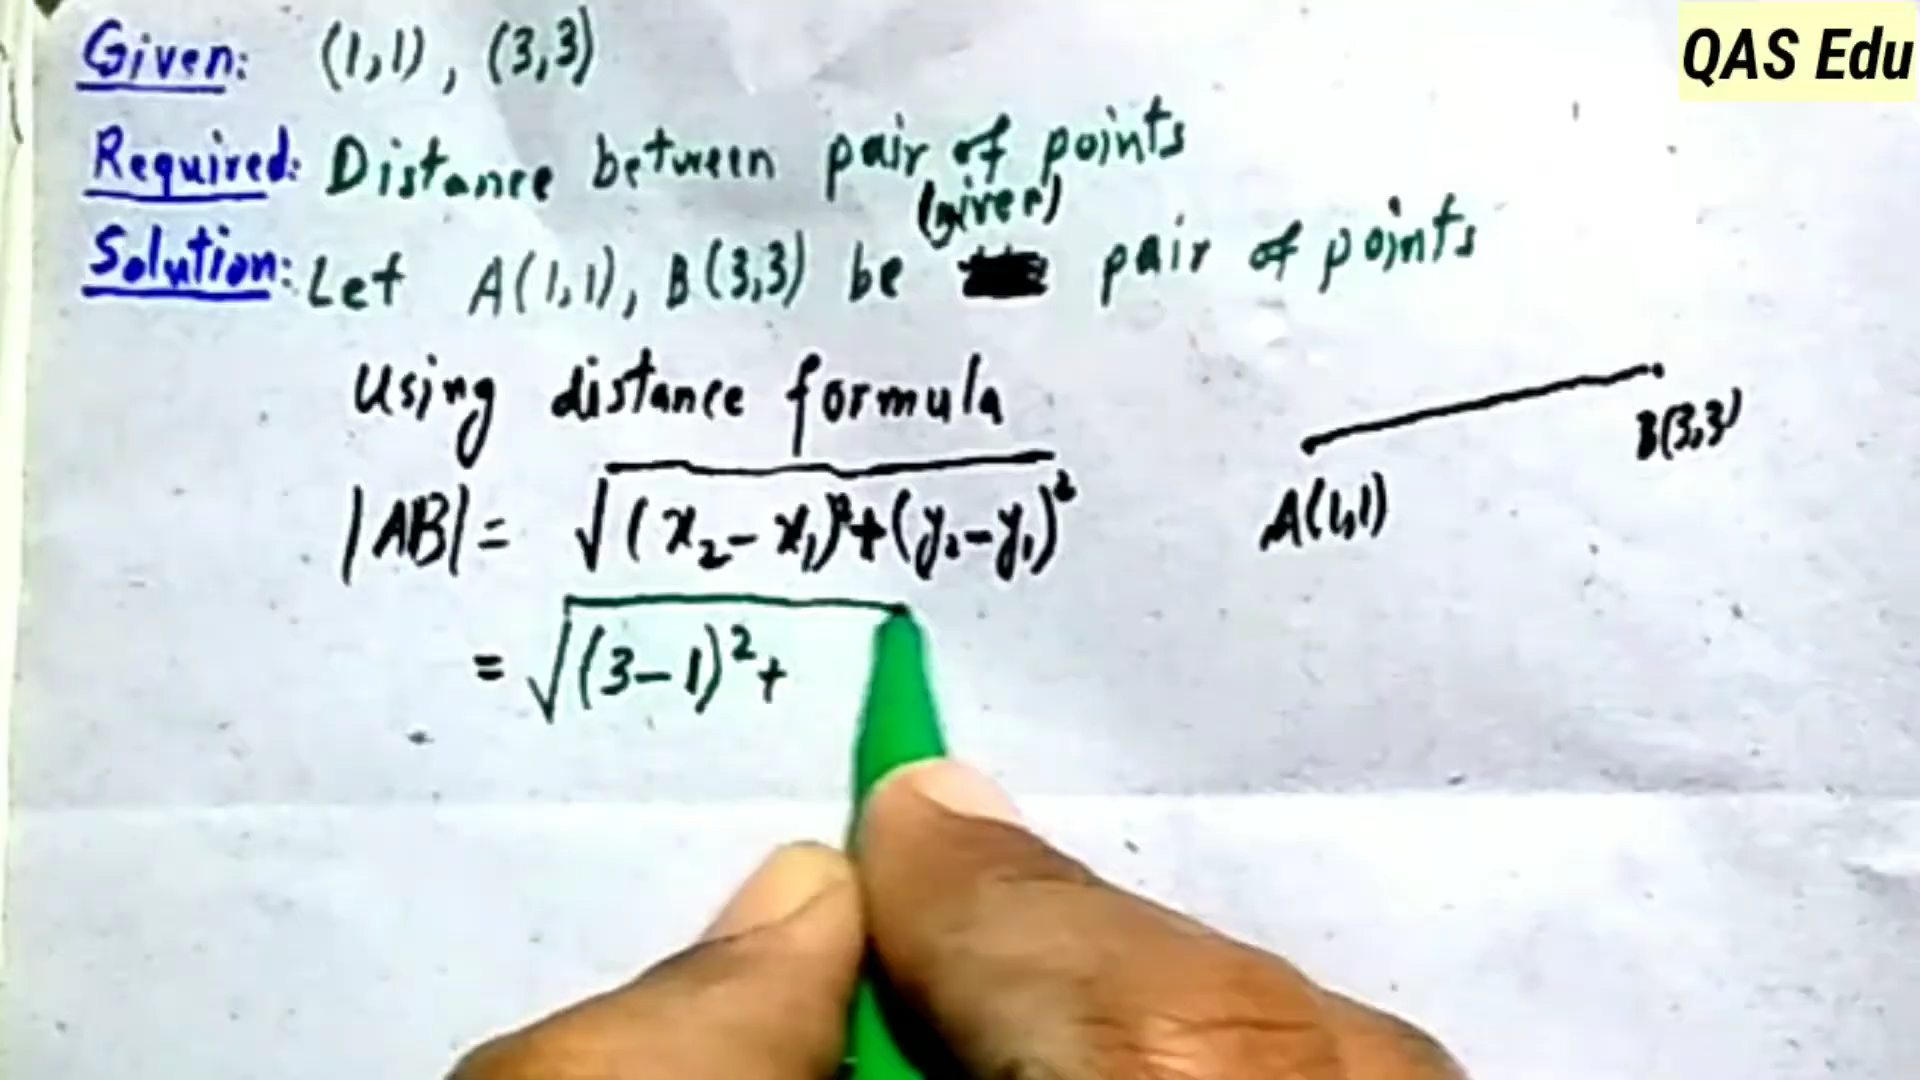 QAS Edu
Given: (1,1), (3,3)
Required: Distance between pair of points
(given)
Solution: Let A(1,1), B(3,3) be pair of points
Using distance formula
B(3,3)
A(1,1)
|AB| = √(x₂-x₁)²+(y₂-y₁)²
= √(3-1)²+